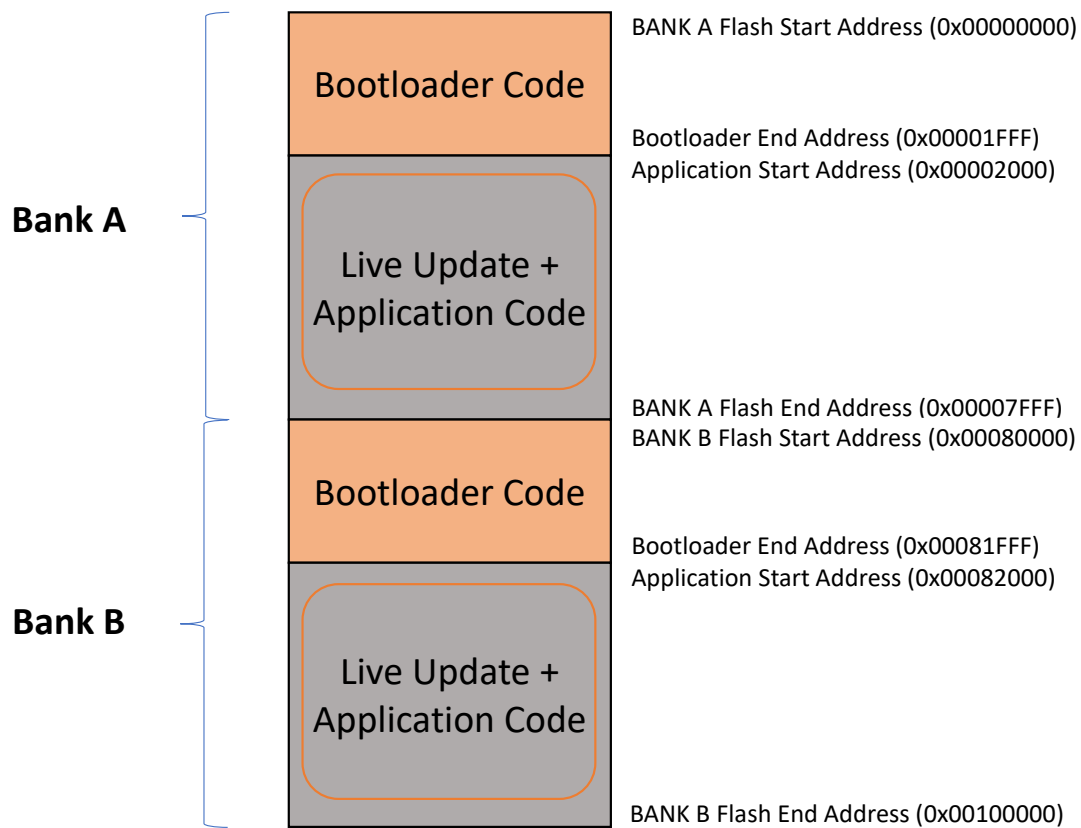 BANK A Flash Start Address (0x00000000)
Bootloader Code
Bootloader End Address (0x00001FFF)
Application Start Address (0x00002000)
Bank A
Live Update +
Application Code
BANK A Flash End Address (0x00007FFF)
BANK B Flash Start Address (0x00080000)
Bootloader Code
Bootloader End Address (0x00081FFF)
Application Start Address (0x00082000)
Bank B
Live Update +
Application Code
BANK B Flash End Address (0x00100000)